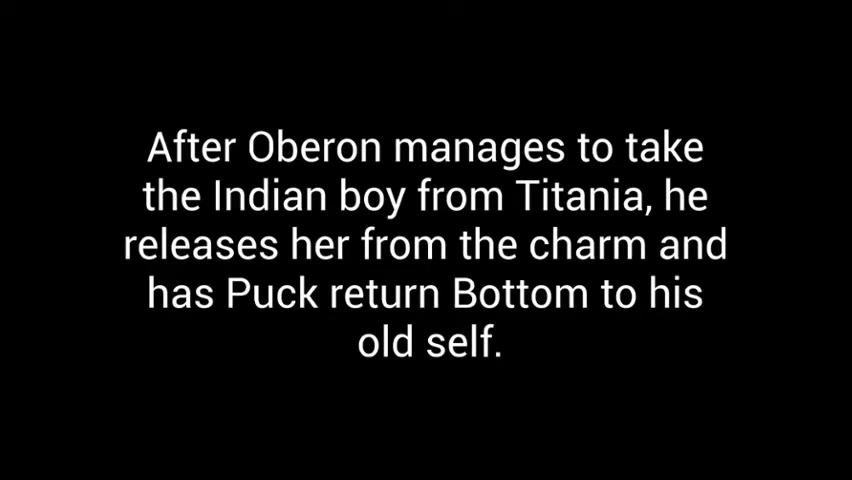 After Oberon manages to take
the Indian boy from Titania, he
releases her from the charm and
has Puck return Bottom to his
old self.